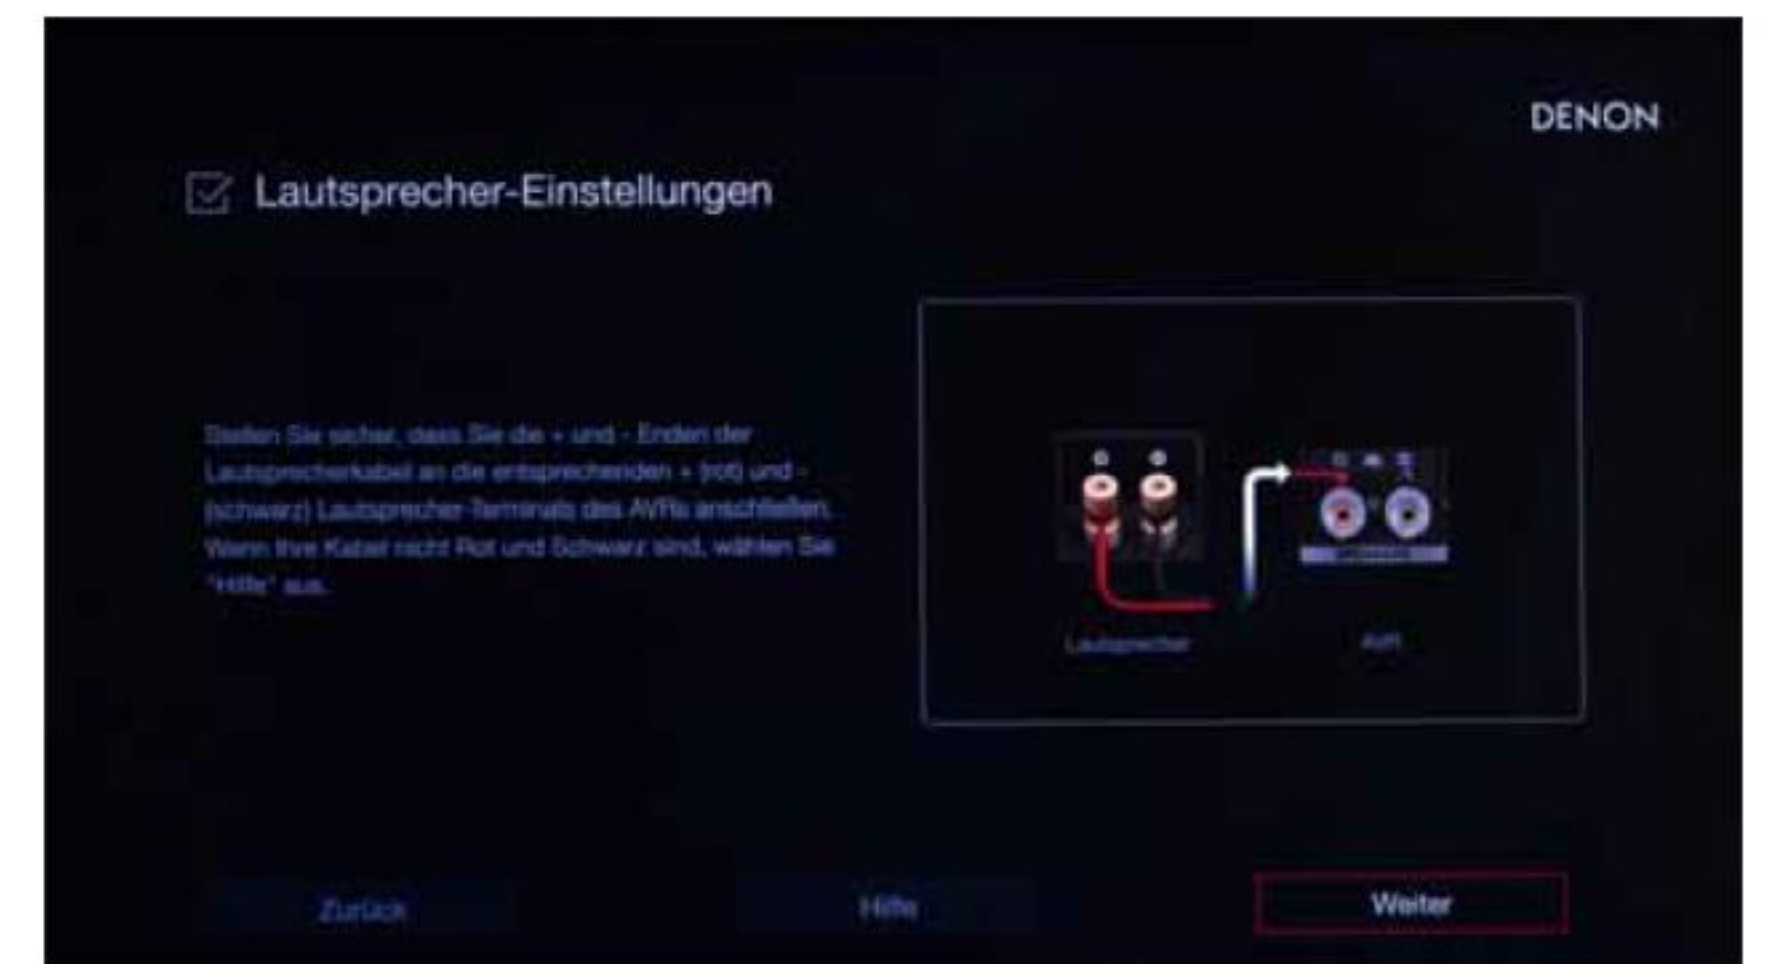 DENON
Lautsprecher-Einstellungen
Stellen Sie sicher, dass Sie die + und - Enden der
Lautsprecherkabel an die entsprechenden + (rot) und -
(schwarz) Lautsprecher-Terminals des AVRs anschließen.
Wenn Ihre Kabel nicht Rot und Schwarz sind, wählen Sie
"Hilfe" aus.
Lautsprecher
AVR
Zurück
Hilfe
Weiter